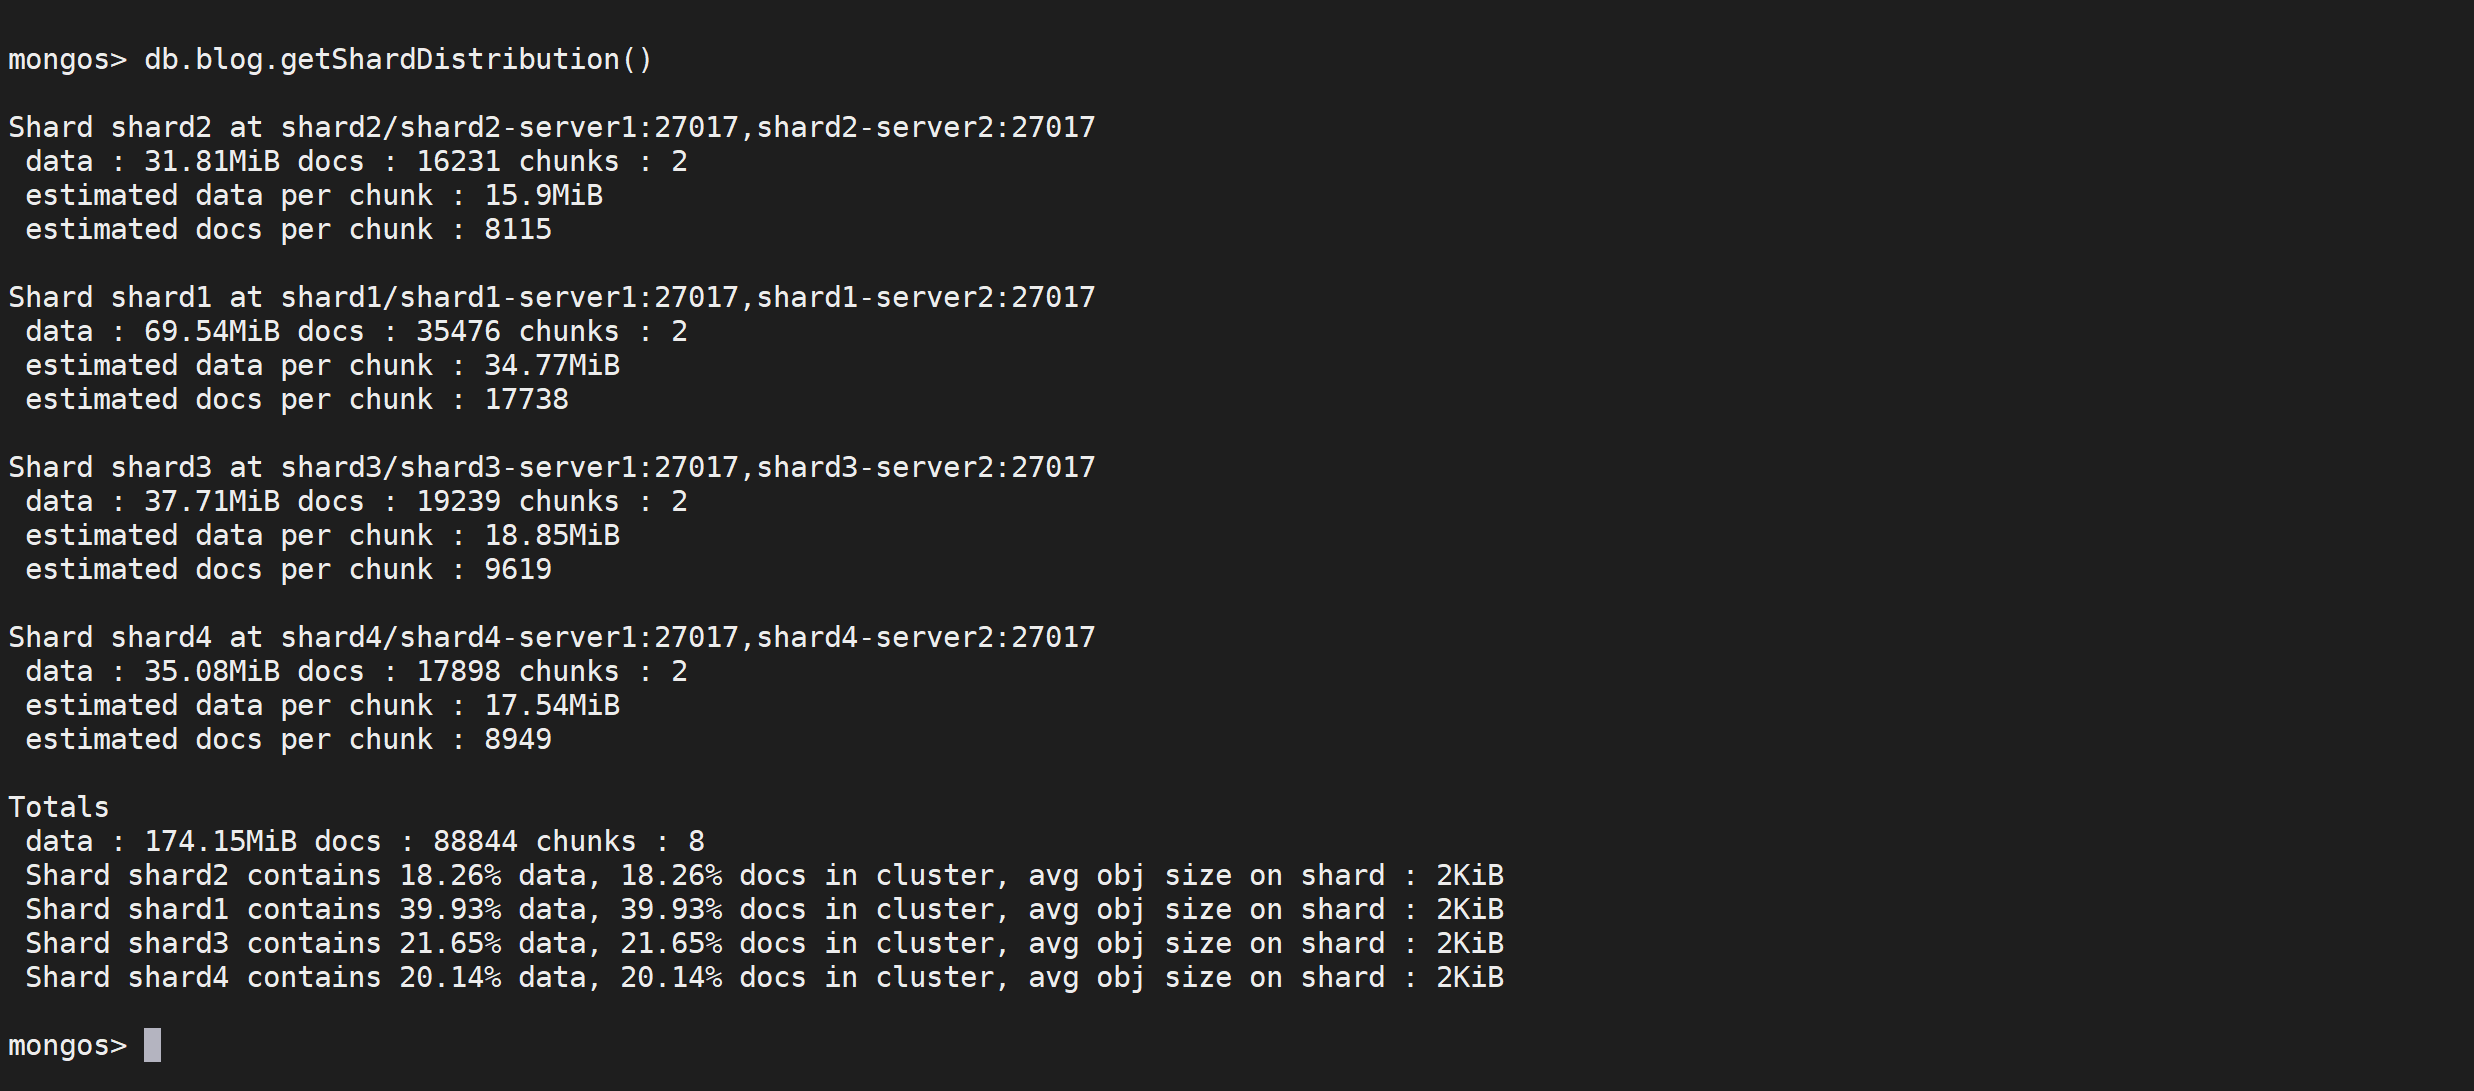 mongos> db.blog.getShardDistribution()
Shard shard2 at shard2/shard2-server1:27017,shard2-server2:27017
data : 31.81MiB docs : 16231 chunks : 2
estimated data per chunk : 15.9MiB
estimated docs per chunk : 8115
Shard shard1 at shard1/shard1-server1:27017,shard1-server2:27017
data : 69.54MiB docs : 35476 chunks : 2
estimated data per chunk : 34.77MiB
estimated docs per chunk : 17738
Shard shard3 at shard3/shard3-server1:27017,shard3-server2:27017
data : 37.71MiB docs : 19239 chunks : 2
estimated data per chunk : 18.85MiB
estimated docs per chunk : 9619
Shard shard4 at shard4/shard4-server1:27017,shard4-server2:27017
data : 35.08MiB docs : 17898 chunks : 2
estimated data per chunk : 17.54MiB
estimated docs per chunk : 8949
Totals
data : 174.15MiB docs : 88844 chunks : 8
Shard shard2 contains 18.26% data, 18.26% docs in cluster, avg obj size on shard : 2KiB
Shard shard1 contains 39.93% data, 39.93% docs in cluster, avg obj size on shard : 2KiB
Shard shard3 contains 21.65% data, 21.65% docs in cluster, avg obj size on shard : 2KiB
Shard shard4 contains 20.14% data, 20.14% docs in cluster, avg obj size on shard : 2KiB
mongos>